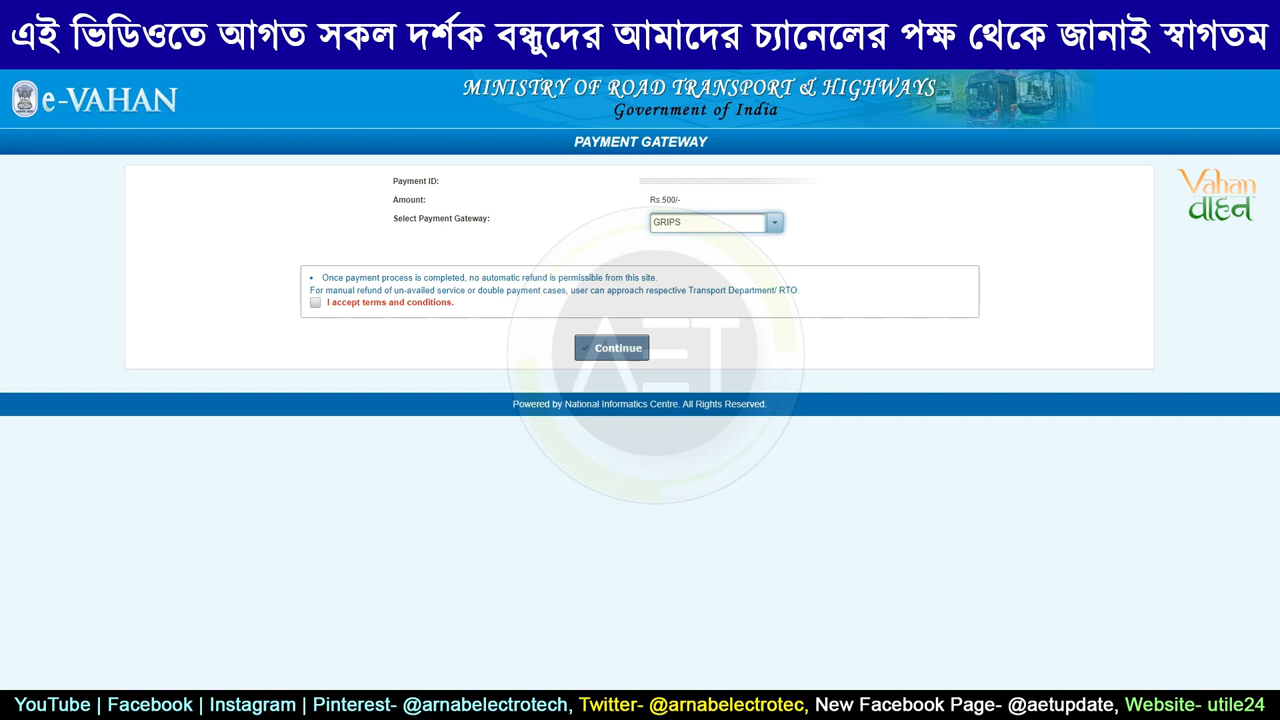 এই ভিডিওতে আগত সকল দর্শক বন্ধুদের আমাদের চ্যানেলের পক্ষ থেকে জানাই স্বাগতম
e-VAHAN
MINISTRY OF ROAD TRANSPORT & HIGHWAYS
Government of India
PAYMENT GATEWAY
Vahan
वाहन
Payment ID:
Amount: Rs.500/-
Select Payment Gateway: GRIPS
• Once payment process is completed, no automatic refund is permissible from this site.
For manual refund of un-availed service or double payment cases, user can approach respective Transport Department/ RTO.
I accept terms and conditions.
AET
Continue
Powered by National Informatics Centre. All Rights Reserved.
YouTube | Facebook | Instagram | Pinterest- @arnabelectrotech, Twitter- @arnabelectrotec, New Facebook Page- @aetupdate, Website- utile24